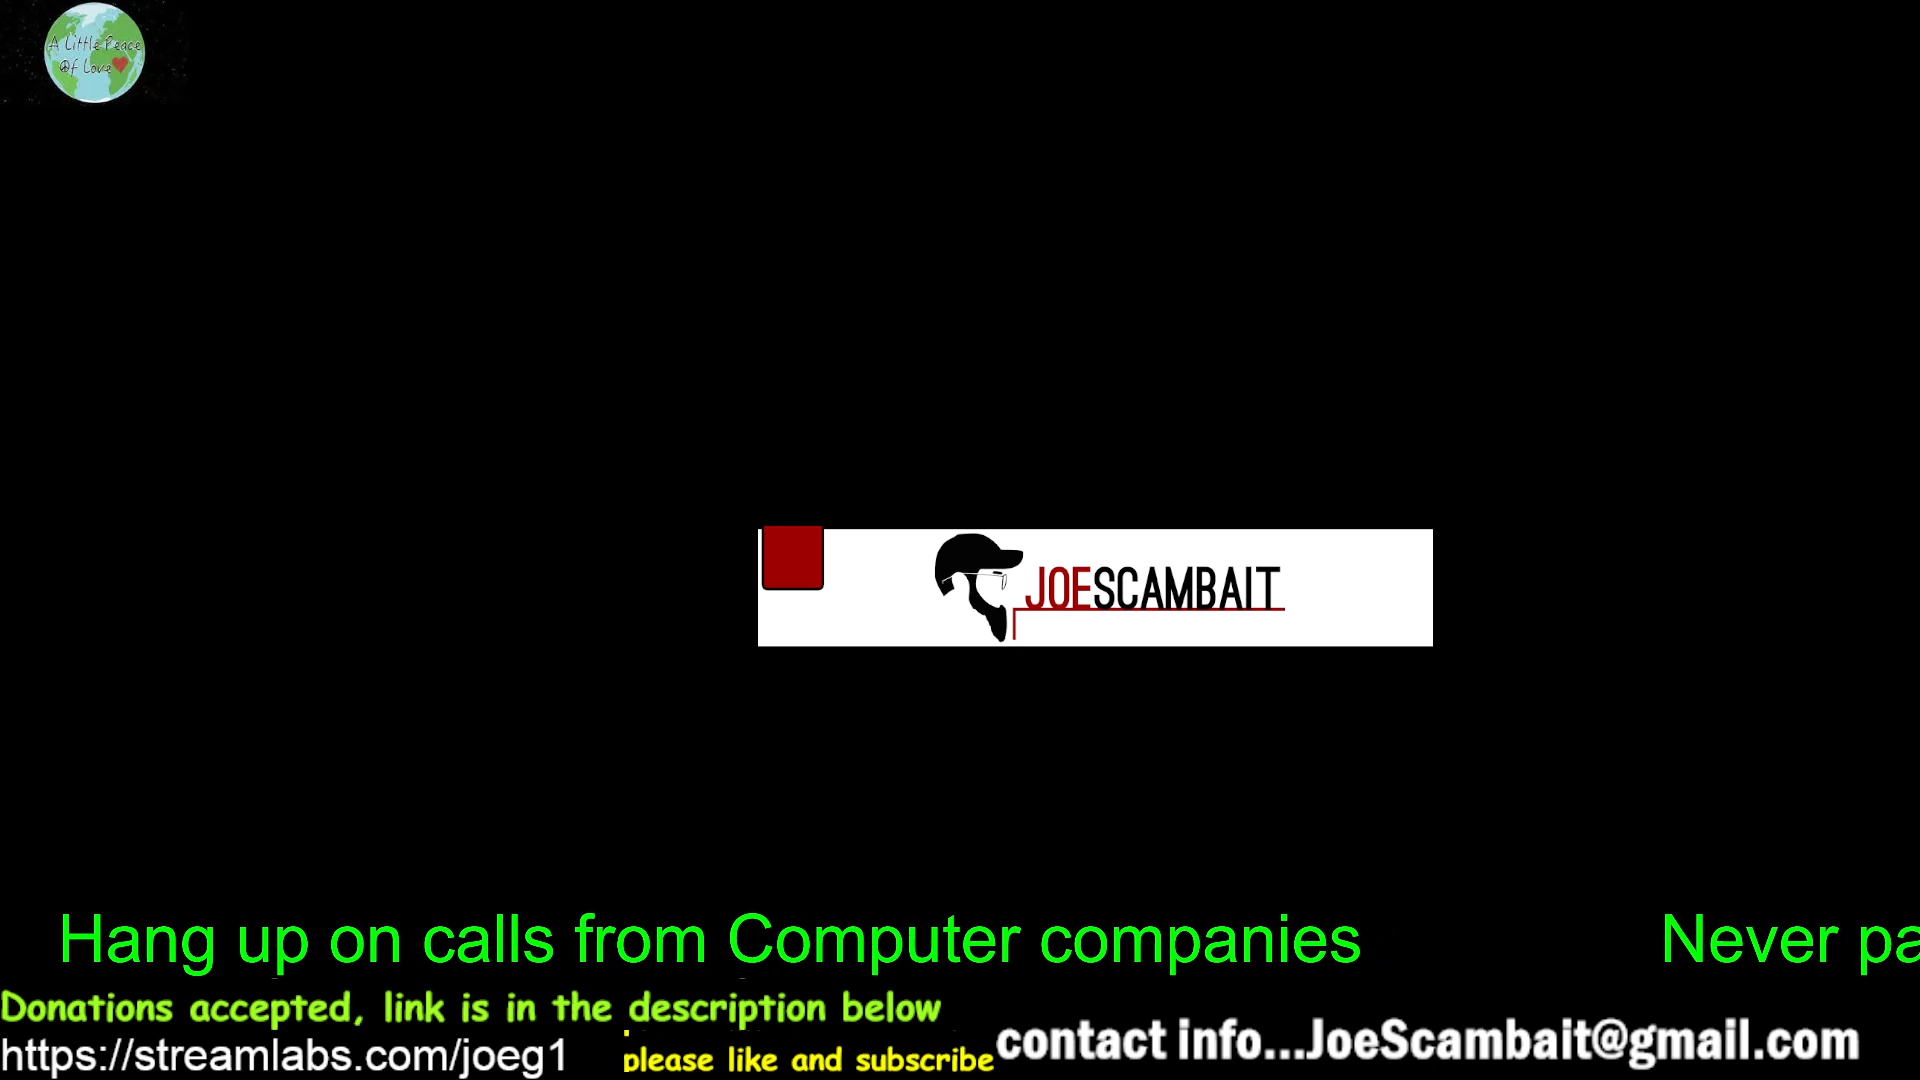 A Little Peace
Of Love
JOESCAMBAIT
Hang up on calls from Computer companies
Never pa
Donations accepted, link is in the description below
https://streamlabs.com/joeg1
please like and subscribe
contact info...JoeScambait@gmail.com